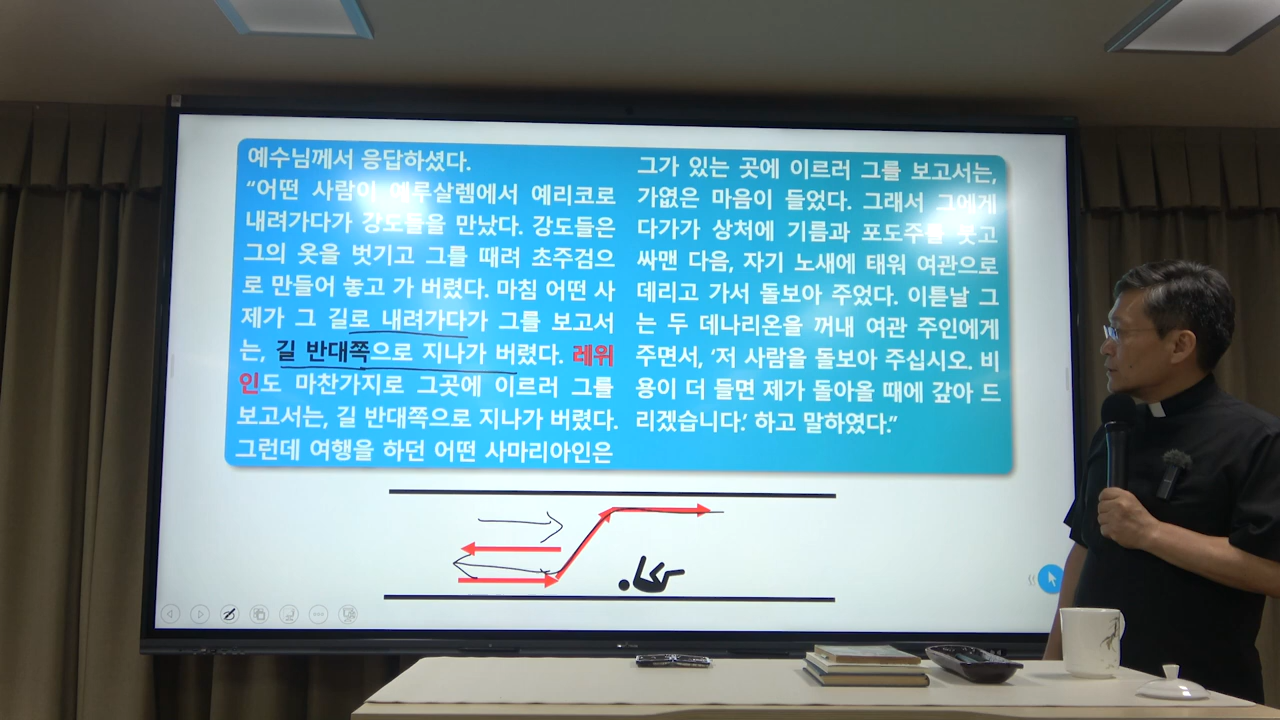 예수님께서 응답하셨다.
“어떤 사람이 예루살렘에서 예리코로
내려가다가 강도들을 만났다. 강도들은
그의 옷을 벗기고 그를 때려 초주검으
로 만들어 놓고 가 버렸다. 마침 어떤 사
제가 그 길로 내려가다가 그를 보고서
는, 길 반대쪽으로 지나가 버렸다. 레위
인도 마찬가지로 그곳에 이르러 그를
보고서는, 길 반대쪽으로 지나가 버렸다.
그런데 여행을 하던 어떤 사마리아인은
그가 있는 곳에 이르러 그를 보고서는,
가엾은 마음이 들었다. 그래서 그에게
다가가 상처에 기름과 포도주를 붓고
싸맨 다음, 자기 노새에 태워 여관으로
데리고 가서 돌보아 주었다. 이튿날 그
는 두 데나리온을 꺼내 여관 주인에게
주면서, ‘저 사람을 돌보아 주십시오. 비
용이 더 들면 제가 돌아올 때에 갚아 드
리겠습니다.’ 하고 말하였다.”